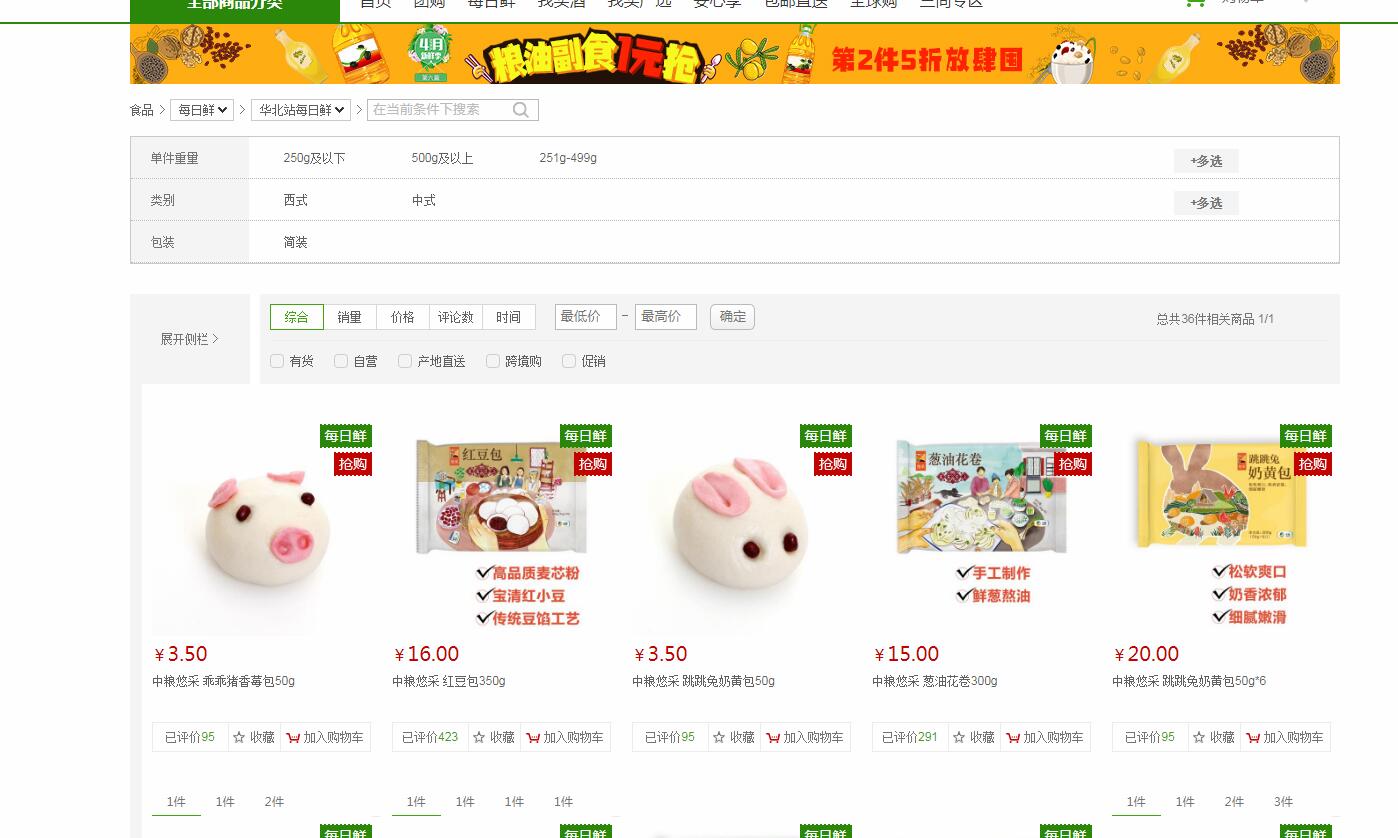 全部商品分类 首页 团购 每日鲜 我买酒 我买厂选 安心享 包邮直送 全球购 三同专区 购物车
4月
第六篇
粮油副食1元抢
第2件5折放肆囤
食品 > 每日鲜 > 华北站每日鲜 > 在当前条件下搜索
单件重量 250g及以下 500g及以上 251g-499g +多选
类别 西式 中式 +多选
包装 简装
展开侧栏 >
综合 销量 价格 评论数 时间 最低价 - 最高价 确定 总共36件相关商品 1/1
有货 自营 产地直送 跨境购 促销
每日鲜 每日鲜 每日鲜 每日鲜 每日鲜
抢购 抢购 抢购 抢购 抢购
红豆包 葱油花卷 跳跳兔
奶黄包
高品质麦芯粉 手工制作 松软爽口
宝清红小豆 鲜葱熬油 奶香浓郁
传统豆馅工艺 细腻嫩滑
¥3.50 ¥16.00 ¥3.50 ¥15.00 ¥20.00
中粮悠采 乖乖猪香莓包50g 中粮悠采 红豆包350g 中粮悠采 跳跳兔奶黄包50g 中粮悠采 葱油花卷300g 中粮悠采 跳跳兔奶黄包50g*6
已评价95 收藏 加入购物车 已评价423 收藏 加入购物车 已评价95 收藏 加入购物车 已评价291 收藏 加入购物车 已评价95 收藏 加入购物车
1件 1件 2件 1件 1件 1件 1件 1件 1件 2件 3件
每日鲜 每日鲜 每日鲜 每日鲜 每日鲜